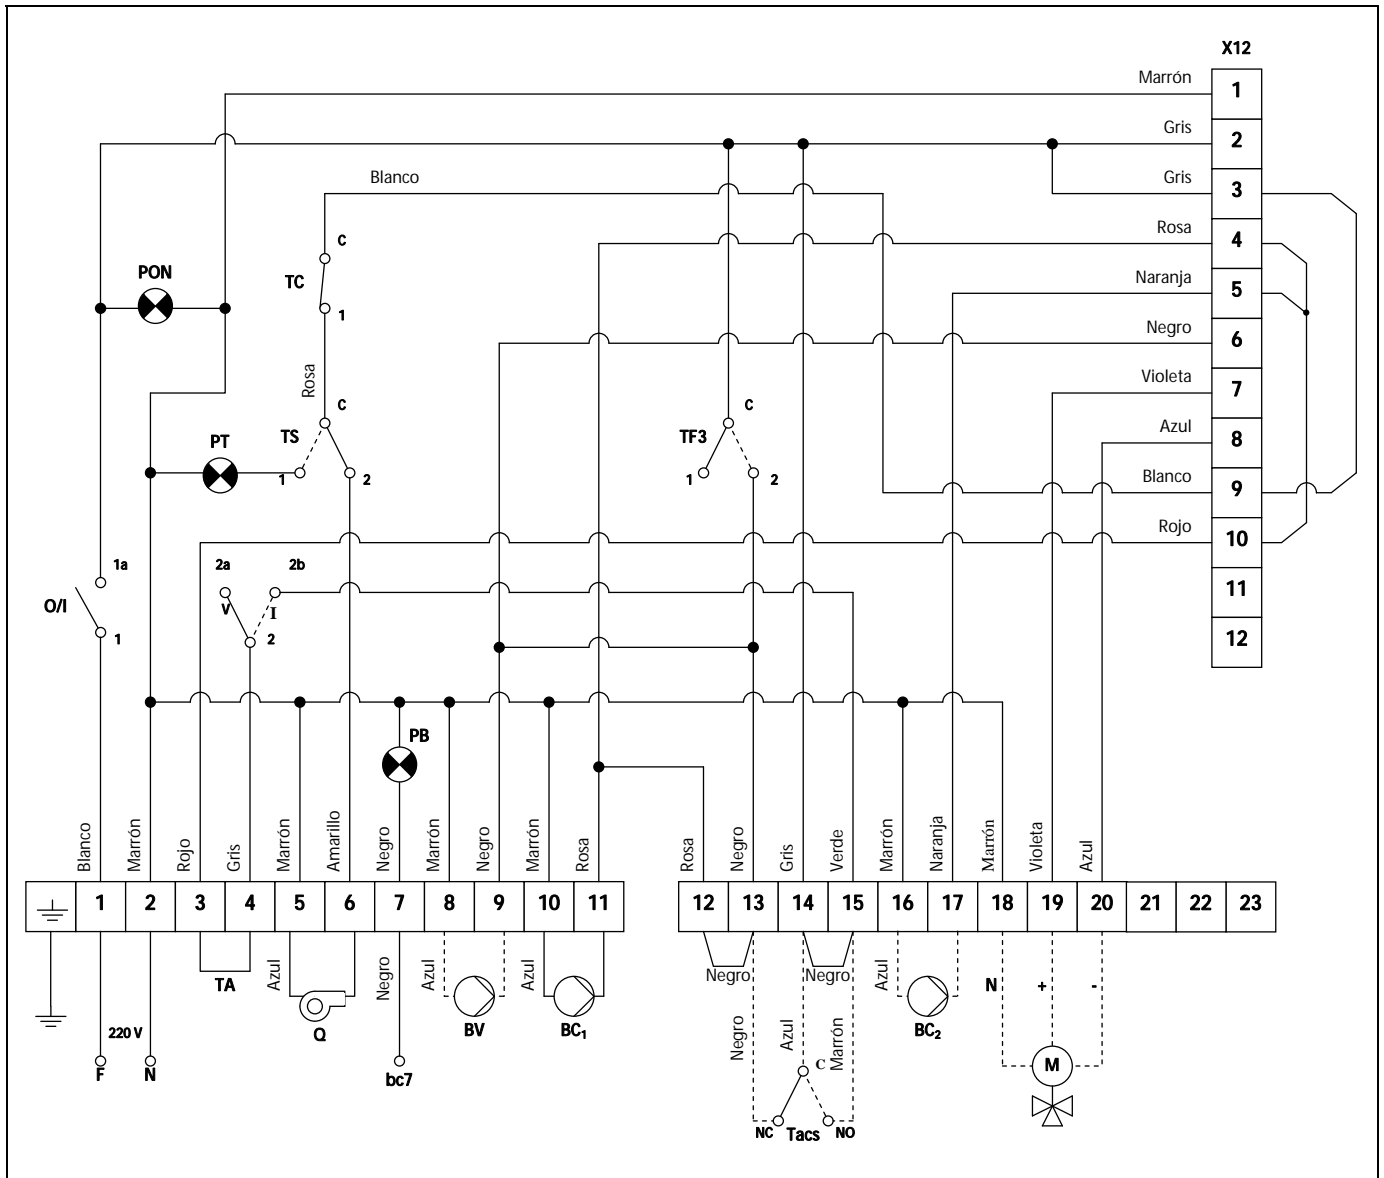 X12
Marrón
1
Gris
2
Gris
3
Blanco
Rosa
4
C
PON
TC
Naranja
5
1
Negro
6
Rosa
Violeta
7
C
C
PT
TS
TF3
Azul
8
1
2
1
2
Blanco
9
Rojo
10
1a
2a
2b
11
O/I
V
I
1
2
12
PB
Blanco
Marrón
Rojo
Gris
Marrón
Amarillo
Negro
Marrón
Negro
Marrón
Rosa
Rosa
Negro
Gris
Verde
Marrón
Naranja
Marrón
Violeta
Azul
1 2 3 4 5 6 7 8 9 10 11 12 13 14 15 16 17 18 19 20 21 22 23
TA
Azul
Q
Negro
Azul
BV
Azul
BC1
Negro
Negro
Azul
BC2
N + -
220 V
F
N
bc7
Negro
Azul
C
Marrón
M
NC
Tacs
NO